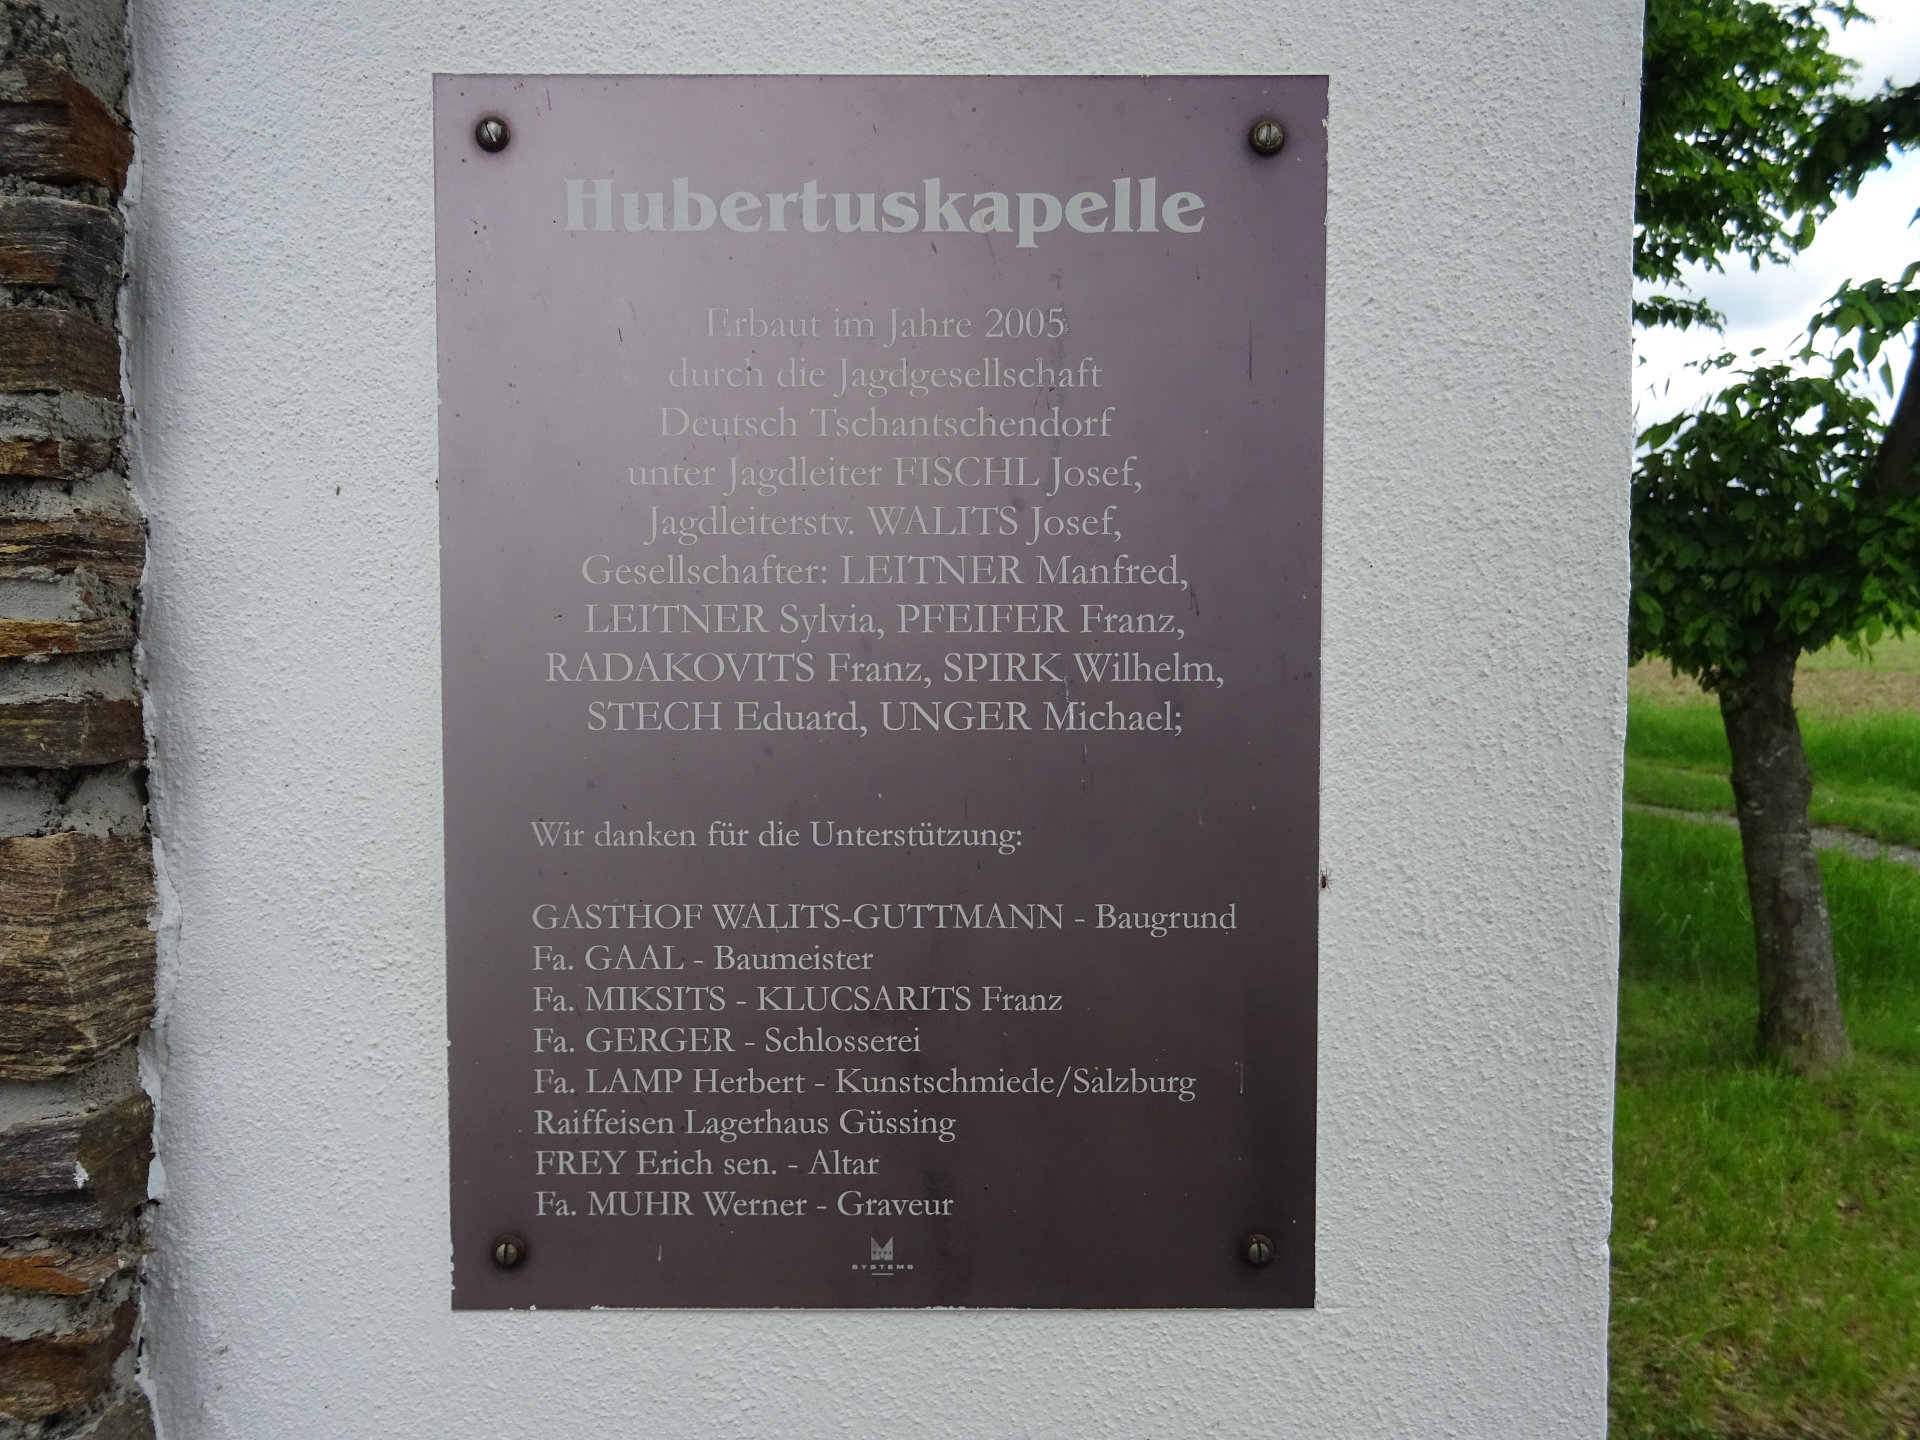 Hubertuskapelle
Erbaut im Jahre 2005
durch die Jagdgesellschaft
Deutsch Tschantschendorf
unter Jagdleiter FISCHL Josef,
Jagdleiterstv. WALITS Josef,
Gesellschafter: LEITNER Manfred,
LEITNER Sylvia, PFEIFER Franz,
RADAKOVITS Franz, SPIRK Wilhelm,
STECH Eduard, UNGER Michael;
Wir danken für die Unterstützung:
GASTHOF WALITS-GUTTMANN - Baugrund
Fa. GAAL - Baumeister
Fa. MIKSITS - KLUCSARITS Franz
Fa. GERGER - Schlosserei
Fa. LAMP Herbert - Kunstschmiede/Salzburg
Raiffeisen Lagerhaus Güssing
FREY Erich sen. - Altar
Fa. MUHR Werner - Graveur
SYSTEMS